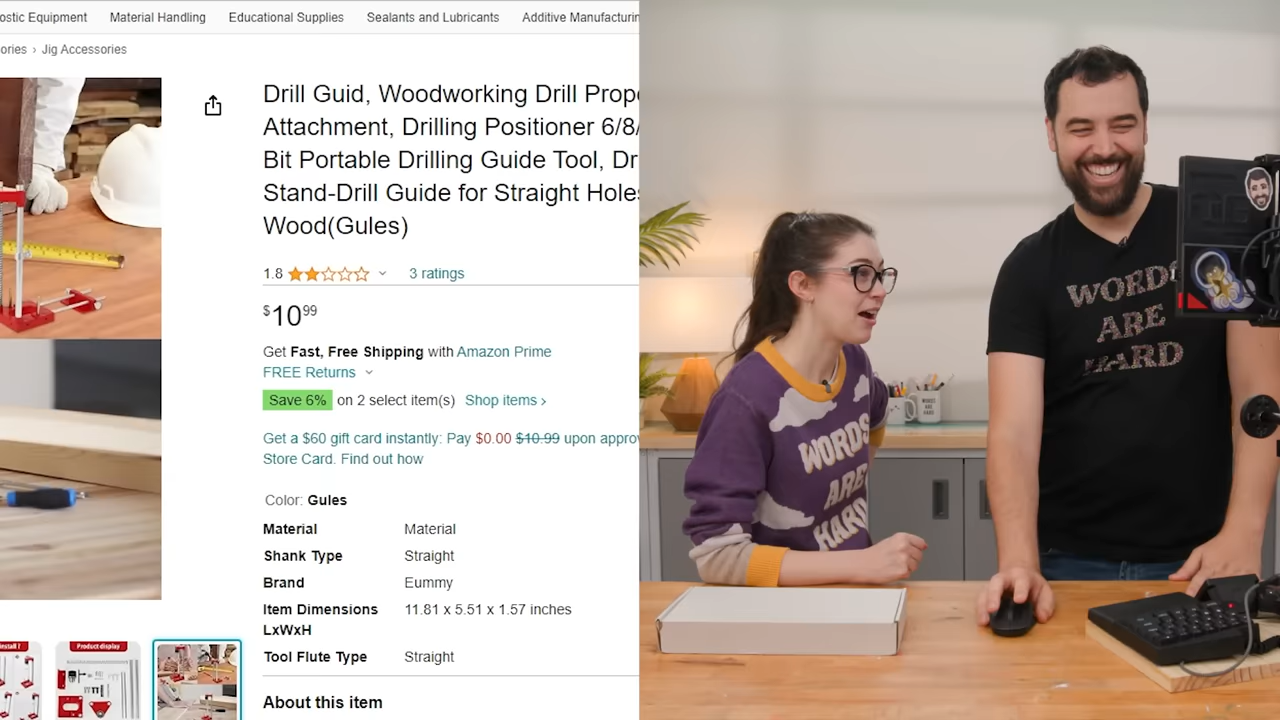 ostic Equipment Material Handling Educational Supplies Sealants and Lubricants Additive Manufacturin
ories › Jig Accessories
Drill Guid, Woodworking Drill Prop
Attachment, Drilling Positioner 6/8/
Bit Portable Drilling Guide Tool, Dr
Stand-Drill Guide for Straight Holes
Wood(Gules)
1.8 3 ratings
$10.99
Get Fast, Free Shipping with Amazon Prime
FREE Returns
Save 6% on 2 select item(s) Shop items ›
Get a $60 gift card instantly: Pay $0.00 $10.99 upon appro
Store Card. Find out how
Color: Gules
Material Material
Shank Type Straight
Brand Eummy
Item Dimensions 11.81 x 5.51 x 1.57 inches
LxWxH
Tool Flute Type Straight
About this item
nstall !
Product display
WORDS
ARE
HARD
WORDS
ARE
HARD
WORDS
ARE
HARD